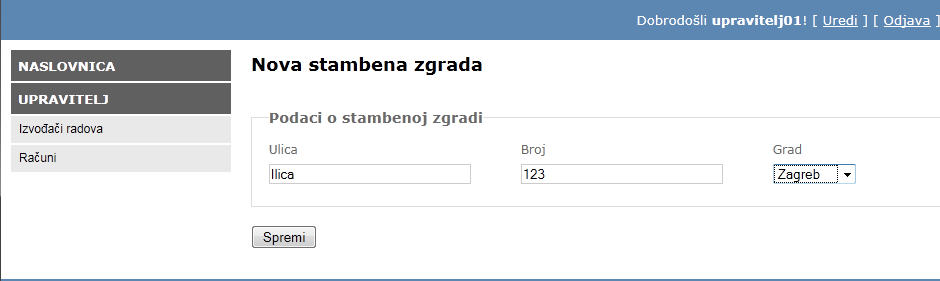 Dobrodošli upravitelj01! [ Uredi ] [ Odjava ]
NASLOVNICA
UPRAVITELJ
Izvođači radova
Računi
Nova stambena zgrada
Podaci o stambenoj zgradi
Ulica Broj Grad
Ilica 123 Zagreb
Spremi